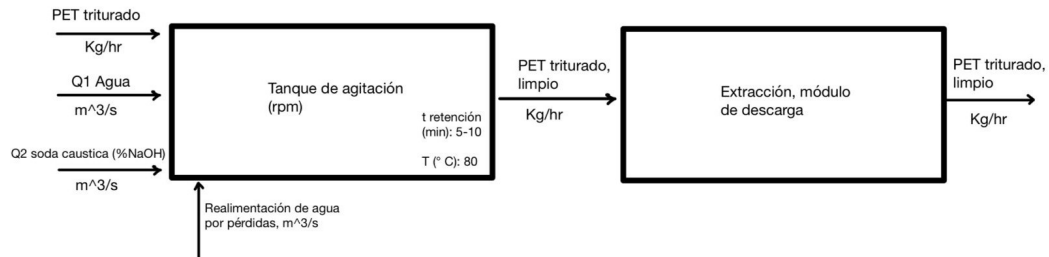 PET triturado
Kg/hr
Q1 Agua
m^3/s
Q2 soda caustica (%NaOH)
m^3/s
Tanque de agitación
(rpm)
t retención
(min): 5-10
T (° C): 80
Realimentación de agua
por pérdidas, m^3/s
PET triturado,
limpio
Kg/hr
Extracción, módulo
de descarga
PET triturado,
limpio
Kg/hr